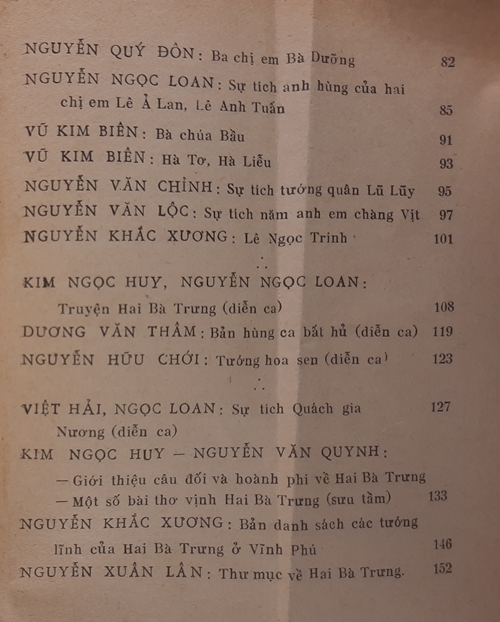 NGUYỄN QUÝ ĐÔN: Ba chị em Bà Dưỡng 82
NGUYỄN NGỌC LOAN: Sự tích anh hùng của hai
chị em Lê Ả Lan, Lê Anh Tuấn 85
VŨ KIM BIÊN: Bà chúa Bầu 91
VŨ KIM BIÊN: Hà Tơ, Hà Liễu 93
NGUYỄN VĂN CHỈNH: Sự tích tướng quân Lũ Lũy 95
NGUYỄN VĂN LỘC: Sự tích năm anh em chàng Vịt 97
NGUYỄN KHẮC XƯƠNG: Lê Ngọc Trinh 101
KIM NGỌC HUY, NGUYỄN NGỌC LOAN:
Truyện Hai Bà Trưng (diễn ca) 108
DƯƠNG VĂN THÂM: Bản hùng ca bất hủ (diễn ca) 119
NGUYỄN HỮU CHỚI: Tướng hoa sen (diễn ca) 123
VIỆT HẢI, NGỌC LOAN: Sự tích Quách gia 127
Nương (diễn ca)
KIM NGỌC HUY — NGUYỄN VĂN QUYNH:
— Giới thiệu câu đối và hoành phi về Hai Bà Trưng
— Một số bài thơ vịnh Hai Bà Trưng (sưu tầm) 133
NGUYỄN KHẮC XƯƠNG: Bản danh sách các tướng
lĩnh của Hai Bà Trưng ở Vĩnh Phú 146
NGUYỄN XUÂN LÂN: Thư mục về Hai Bà Trưng. 152